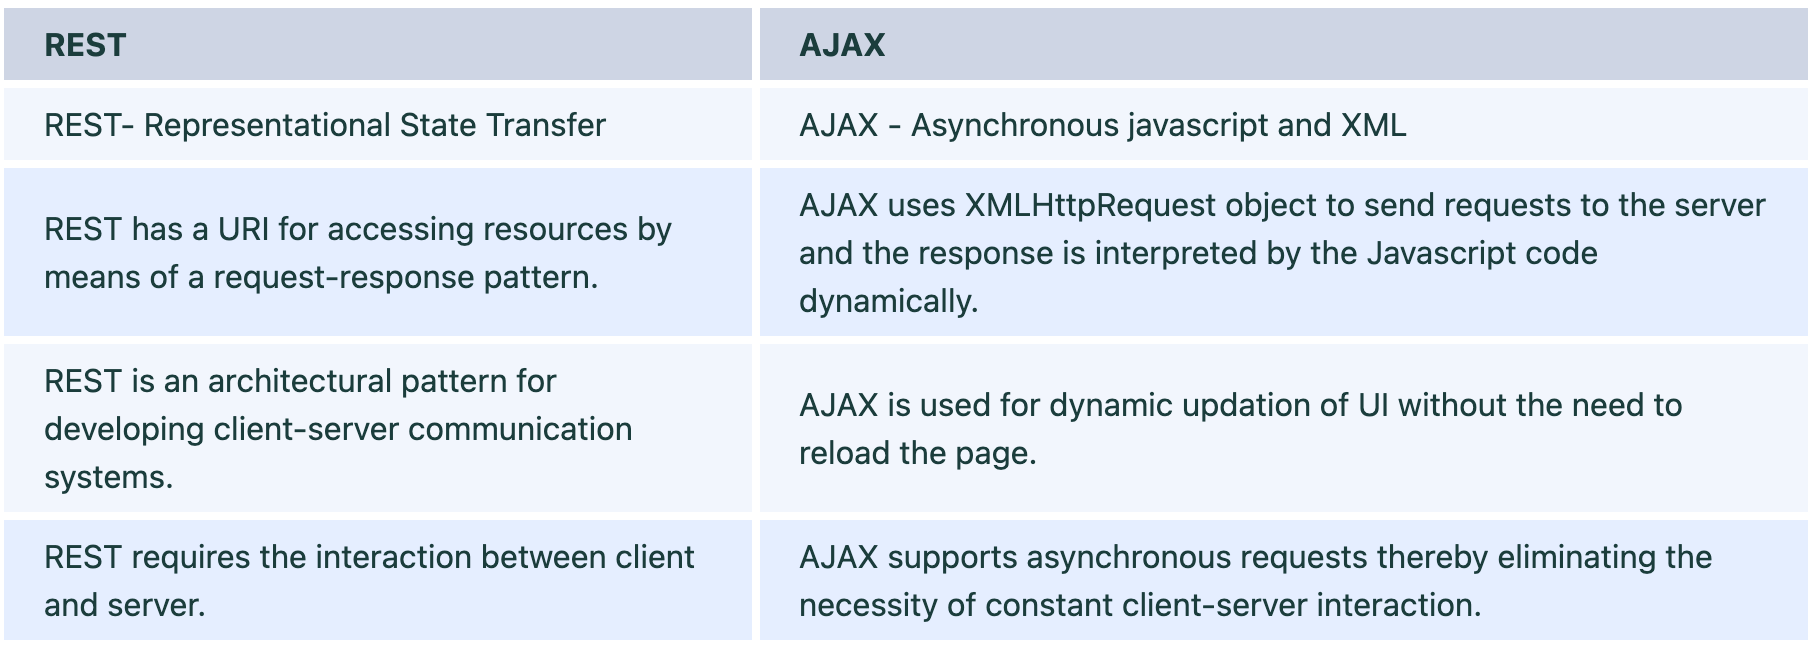 REST
AJAX
REST- Representational State Transfer
AJAX - Asynchronous javascript and XML
REST has a URI for accessing resources by
means of a request-response pattern.
AJAX uses XMLHttpRequest object to send requests to the server
and the response is interpreted by the Javascript code
dynamically.
REST is an architectural pattern for
developing client-server communication
systems.
AJAX is used for dynamic updation of UI without the need to
reload the page.
REST requires the interaction between client
and server.
AJAX supports asynchronous requests thereby eliminating the
necessity of constant client-server interaction.